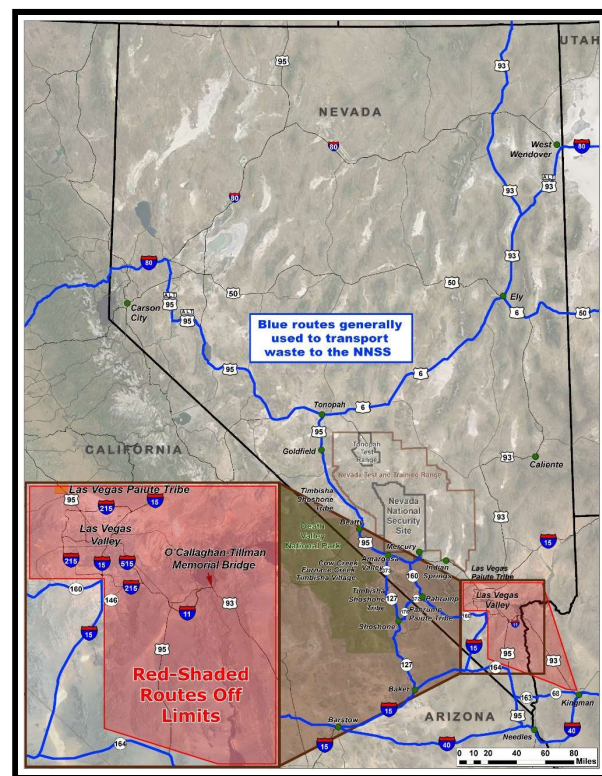 UTAH
95
93
NEVADA
80
West
Wendover
80
ALT
93
93
80
93
80
50
50
ALT
95
Carson
City
Ely
6
50
ALT
95
Blue routes generally
used to transport
waste to the NNSS
95
6
Tonopah
6
95
CALIFORNIA
Goldfield
Tonopah
Test
Range
93
Caliente
Nevada Test and Training Range
Timbisha
Shoshone
Tribe
Nevada
National
Security
Site
Beatty
Death
Valley
National Park
95
Mercury
15
Amargosa
Valley
Indian
Springs
Cow Creek
Furnace Creek
Timbisha Village
373
160
Las Vegas
Paiute Tribe
Las Vegas
Valley
Timbisha
Shoshone
Tribe
127
Pahrump
Pahrump
Paiute Tribe
160
Shoshone
95
93
15
127
164
Baker
163
68
Kingman
15
95
ARIZONA
Barstow
40
Needles
40
15
0 10 20 40 60 80
Miles
Las Vegas Paiute Tribe
95
15
215
Las Vegas
Valley
215
15
515
O'Callaghan-Tillman
Memorial Bridge
215
160
146
93
11
15
95
Red-Shaded
Routes Off
Limits
164